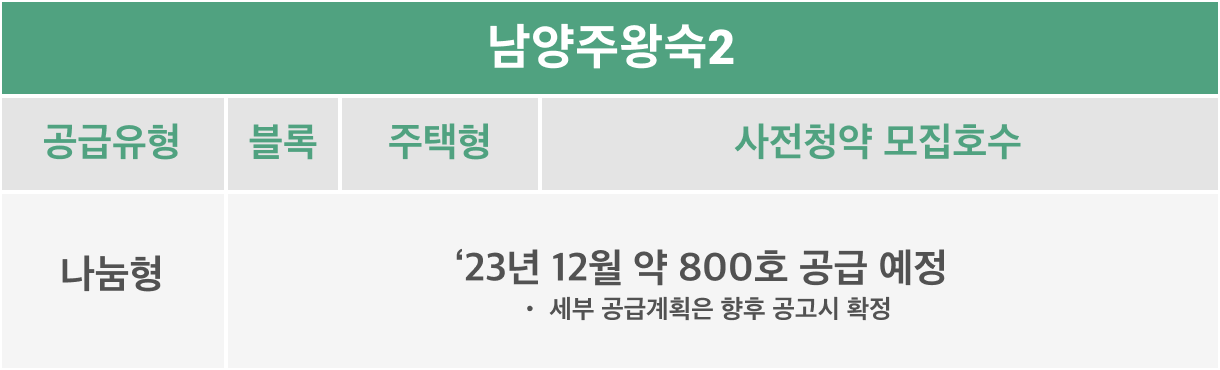 남양주왕숙2
공급유형 블록 주택형 사전청약 모집호수
나눔형 ‘23년 12월 약 800호 공급 예정
• 세부 공급계획은 향후 공고시 확정